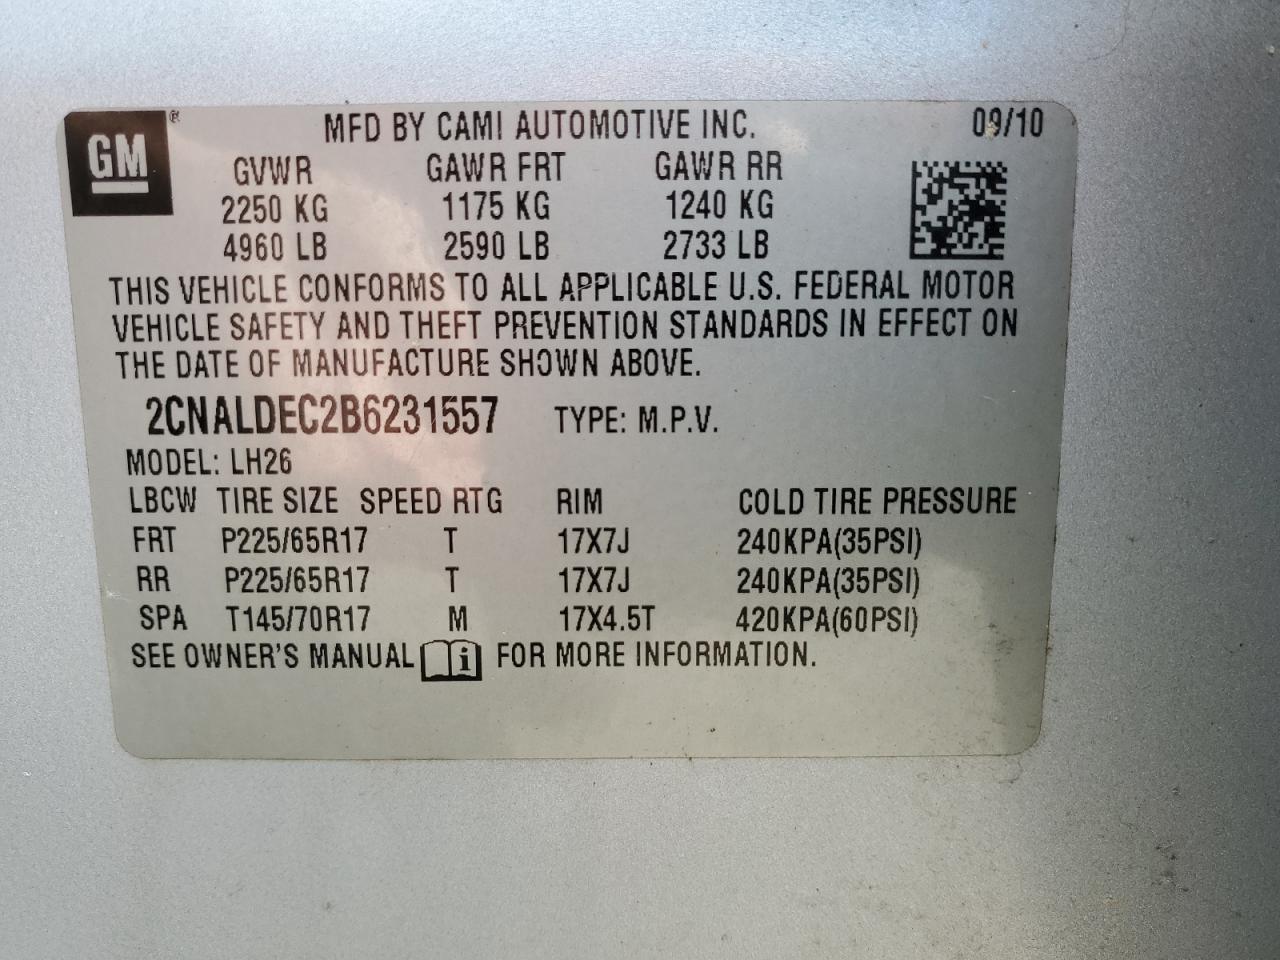 GM ® MFD BY CAMI AUTOMOTIVE INC. 09/10
GVWR GAWR FRT GAWR RR
2250 KG 1175 KG 1240 KG
4960 LB 2590 LB 2733 LB
THIS VEHICLE CONFORMS TO ALL APPLICABLE U.S. FEDERAL MOTOR
VEHICLE SAFETY AND THEFT PREVENTION STANDARDS IN EFFECT ON
THE DATE OF MANUFACTURE SHOWN ABOVE.
2CNALDEC2B6231557 TYPE: M.P.V.
MODEL: LH26
LBCW TIRE SIZE SPEED RTG RIM COLD TIRE PRESSURE
FRT P225/65R17 T 17X7J 240KPA(35PSI)
RR P225/65R17 T 17X7J 240KPA(35PSI)
SPA T145/70R17 M 17X4.5T 420KPA(60PSI)
SEE OWNER'S MANUAL i FOR MORE INFORMATION.